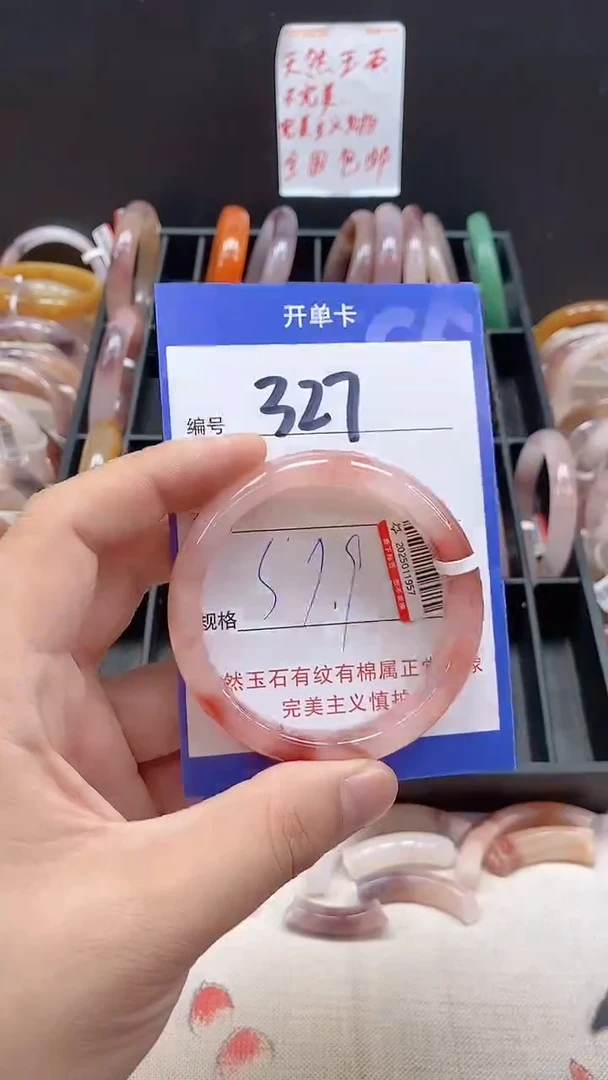 天然玉石
不完美
完美主义慎拍
全国包邮
开单卡
编号 327
规格 57.9
2025011957
然玉石有纹有棉属正
完美主义慎拍